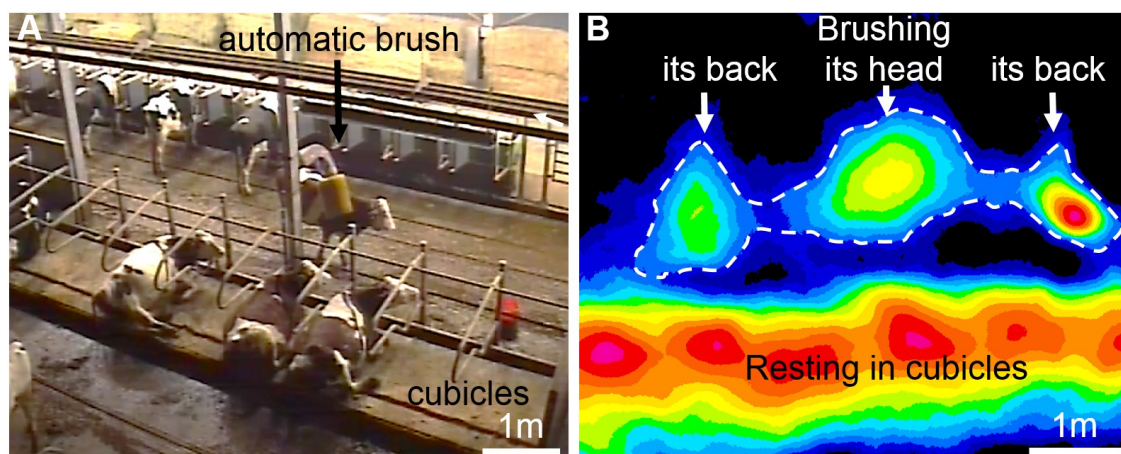 A
automatic brush
cubicles
1m
B
Brushing
its back its head its back
Resting in cubicles
1m